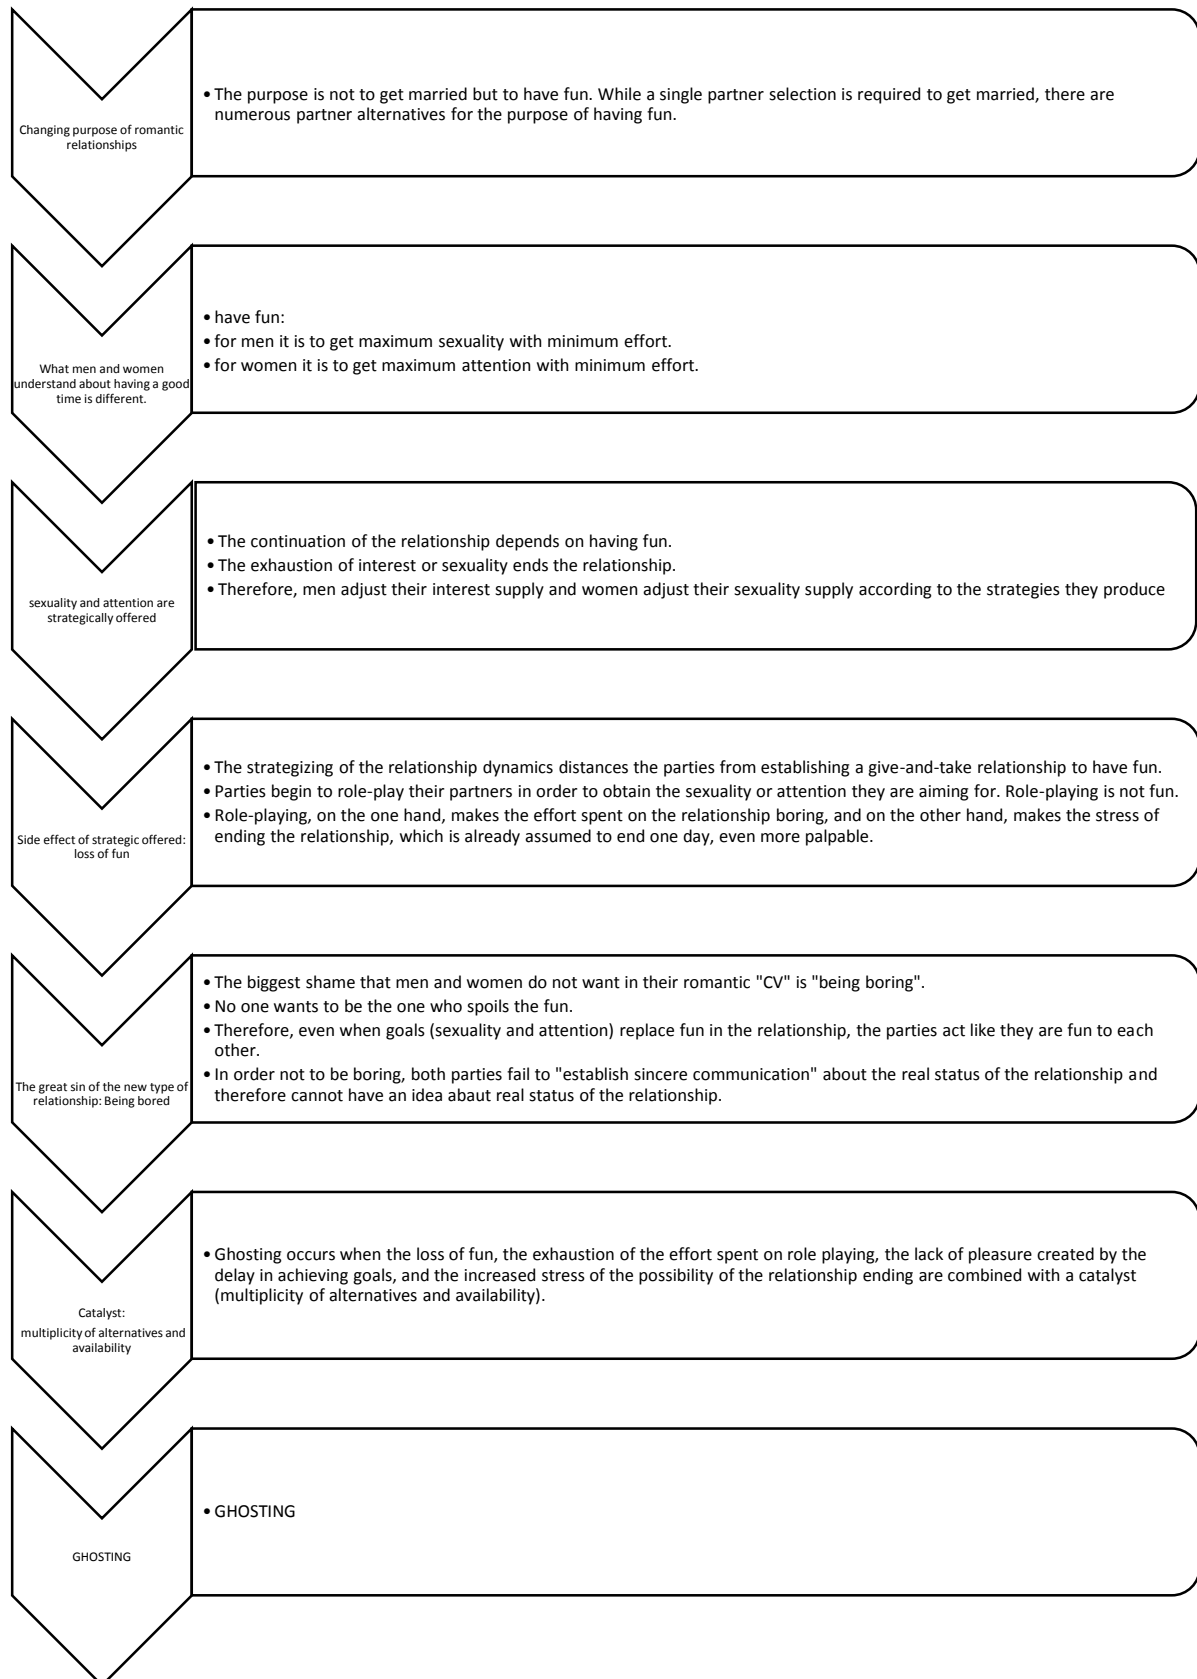 Changing purpose of romantic
relationships
• The purpose is not to get married but to have fun. While a single partner selection is required to get married, there are
numerous partner alternatives for the purpose of having fun.
What men and women
understand about having a good
time is different.
• have fun:
• for men it is to get maximum sexuality with minimum effort.
• for women it is to get maximum attention with minimum effort.
sexuality and attention are
strategically offered
• The continuation of the relationship depends on having fun.
• The exhaustion of interest or sexuality ends the relationship.
• Therefore, men adjust their interest supply and women adjust their sexuality supply according to the strategies they produce
Side effect of strategic offered:
loss of fun
• The strategizing of the relationship dynamics distances the parties from establishing a give-and-take relationship to have fun.
• Parties begin to role-play their partners in order to obtain the sexuality or attention they are aiming for. Role-playing is not fun.
• Role-playing, on the one hand, makes the effort spent on the relationship boring, and on the other hand, makes the stress of
ending the relationship, which is already assumed to end one day, even more palpable.
The great sin of the new type of
relationship: Being bored
• The biggest shame that men and women do not want in their romantic "CV" is "being boring".
• No one wants to be the one who spoils the fun.
• Therefore, even when goals (sexuality and attention) replace fun in the relationship, the parties act like they are fun to each
other.
• In order not to be boring, both parties fail to "establish sincere communication" about the real status of the relationship and
therefore cannot have an idea abaut real status of the relationship.
Catalyst:
multiplicity of alternatives and
availability
• Ghosting occurs when the loss of fun, the exhaustion of the effort spent on role playing, the lack of pleasure created by the
delay in achieving goals, and the increased stress of the possibility of the relationship ending are combined with a catalyst
(multiplicity of alternatives and availability).
GHOSTING
• GHOSTING